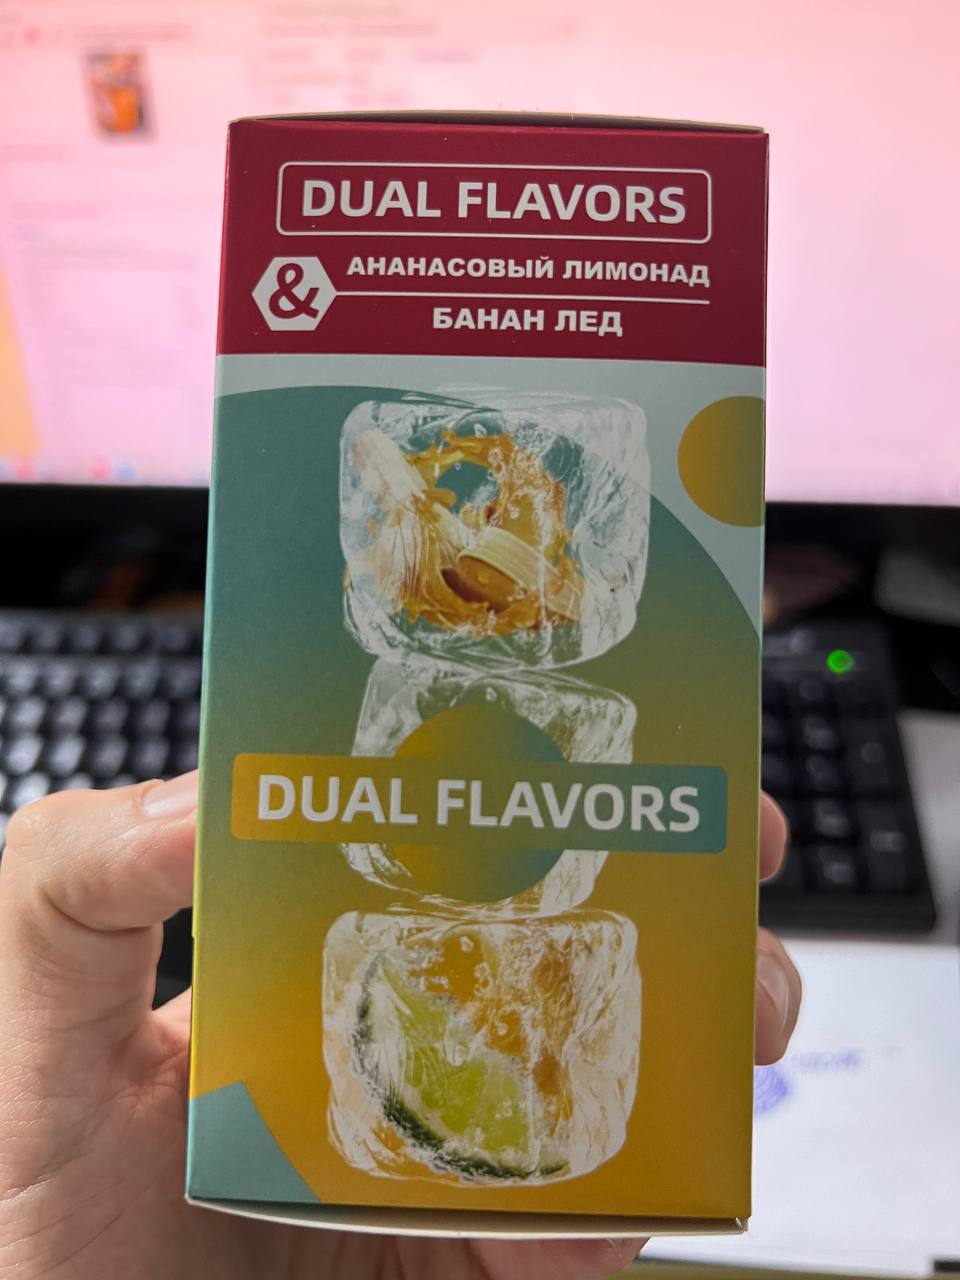 DUAL FLAVORS
&
АНАНАСОВЫЙ ЛИМОНАД
БАНАН ЛЕД
DUAL FLAVORS